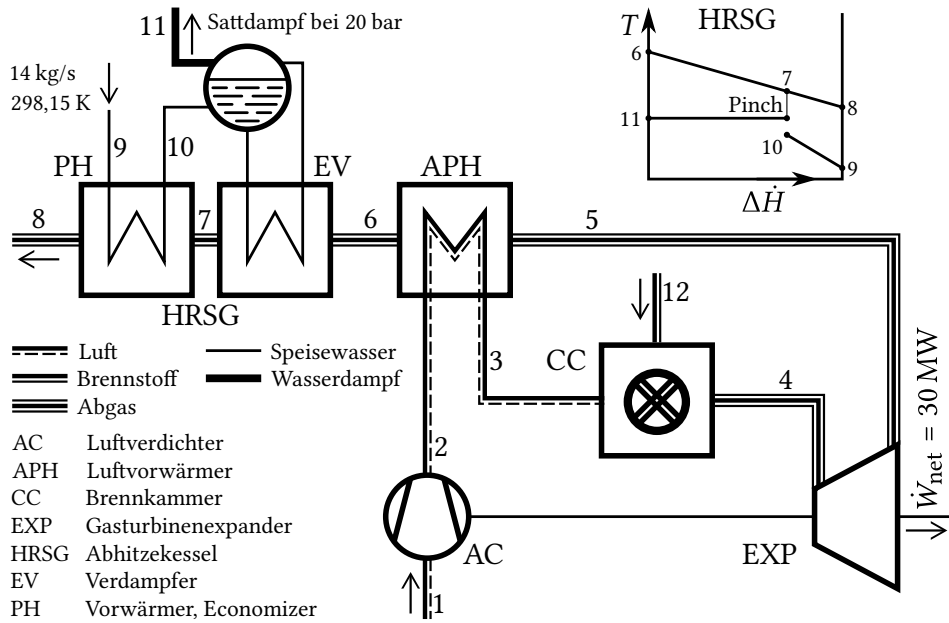 11
Sattdampf bei 20 bar
14 kg/s
298,15 K
9
10
PH
EV
APH
8
7
6
5
HRSG
HRSG
T
6
7
8
Pinch
11
10
9
ΔḢ
12
3
CC
4
2
Ẇnet = 30 MW
Luft
Speisewasser
Brennstoff
Wasserdampf
Abgas
AC Luftverdichter
APH Luftvorwärmer
CC Brennkammer
EXP Gasturbinenexpander
HRSG Abhitzekessel
EV Verdampfer
PH Vorwärmer, Economizer
AC
EXP
1